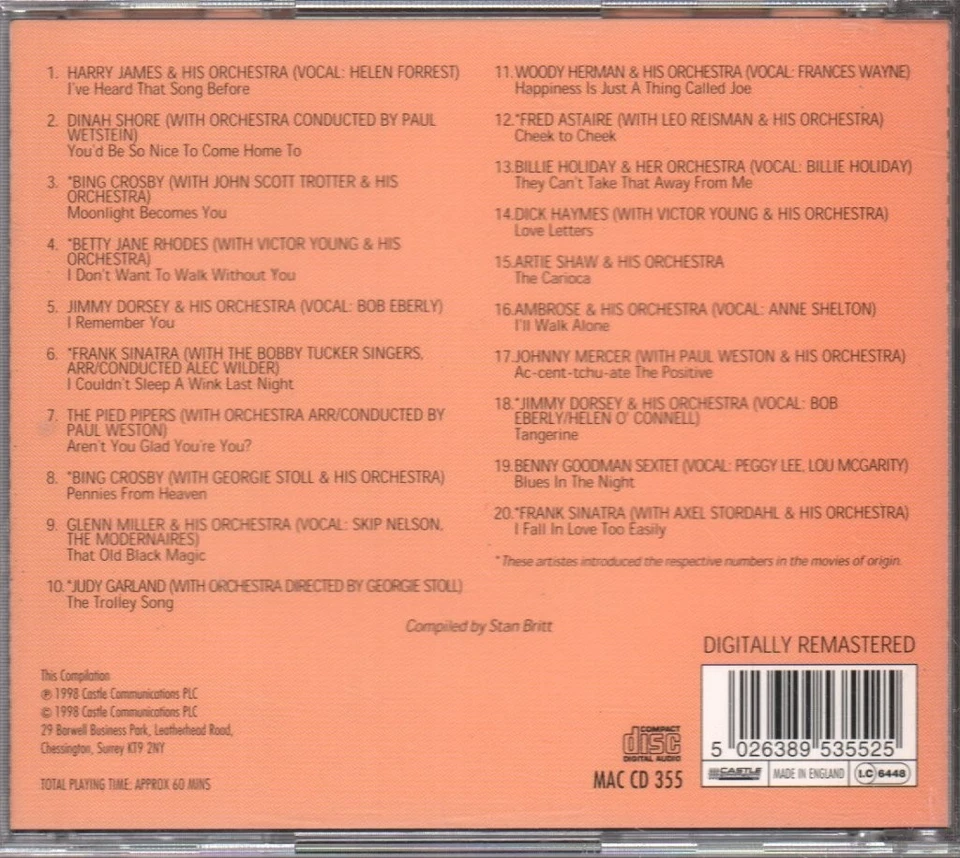 1. HARRY JAMES & HIS ORCHESTRA (VOCAL: HELEN FORREST)
I've Heard That Song Before
2. DINAH SHORE (WITH ORCHESTRA CONDUCTED BY PAUL
WETSTEIN)
You'd Be So Nice To Come Home To
3. *BING CROSBY (WITH JOHN SCOTT TROTTER & HIS
ORCHESTRA)
Moonlight Becomes You
4. *BETTY JANE RHODES (WITH VICTOR YOUNG & HIS
ORCHESTRA)
I Don't Want To Walk Without You
5. JIMMY DORSEY & HIS ORCHESTRA (VOCAL: BOB EBERLY)
I Remember You
6. *FRANK SINATRA (WITH THE BOBBY TUCKER SINGERS,
ARR/CONDUCTED ALEC WILDER)
I Couldn't Sleep A Wink Last Night
7. THE PIED PIPERS (WITH ORCHESTRA ARR/CONDUCTED BY
PAUL WESTON)
Aren't You Glad You're You?
8. *BING CROSBY (WITH GEORGIE STOLL & HIS ORCHESTRA)
Pennies From Heaven
9. GLENN MILLER & HIS ORCHESTRA (VOCAL: SKIP NELSON,
THE MODERNAIRES)
That Old Black Magic
10. *JUDY GARLAND (WITH ORCHESTRA DIRECTED BY GEORGIE STOLL)
The Trolley Song
11. WOODY HERMAN & HIS ORCHESTRA (VOCAL: FRANCES WAYNE)
Happiness Is Just A Thing Called Joe
12. *FRED ASTAIRE (WITH LEO REISMAN & HIS ORCHESTRA)
Cheek to Cheek
13. BILLIE HOLIDAY & HER ORCHESTRA (VOCAL: BILLIE HOLIDAY)
They Can't Take That Away From Me
14. DICK HAYMES (WITH VICTOR YOUNG & HIS ORCHESTRA)
Love Letters
15. ARTIE SHAW & HIS ORCHESTRA
The Carioca
16. AMBROSE & HIS ORCHESTRA (VOCAL: ANNE SHELTON)
I'll Walk Alone
17. JOHNNY MERCER (WITH PAUL WESTON & HIS ORCHESTRA)
Ac-cent-tchu-ate The Positive
18. *JIMMY DORSEY & HIS ORCHESTRA (VOCAL: BOB
EBERLY/HELEN O' CONNELL)
Tangerine
19. BENNY GOODMAN SEXTET (VOCAL: PEGGY LEE, LOU MCGARITY)
Blues In The Night
20. *FRANK SINATRA (WITH AXEL STORDAHL & HIS ORCHESTRA)
I Fall In Love Too Easily
* These artistes introduced the respective numbers in the movies of origin.
Compiled by Stan Britt
This Compilation
℗ 1998 Castle Communications PLC
© 1998 Castle Communications PLC
29 Barwell Business Park, Leatherhead Road,
Chessington, Surrey KT9 2NY
TOTAL PLAYING TIME: APPROX 60 MINS
COMPACT
disc
DIGITAL AUDIO
MAC CD 355
DIGITALLY REMASTERED
5 026389 535525
CASTLE
MADE IN ENGLAND
LC 6448